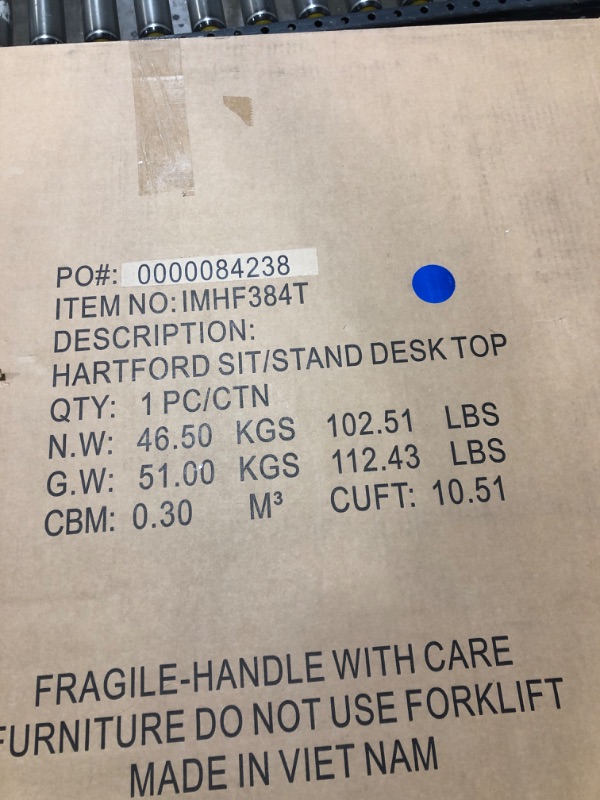 PO#: 0000084238
ITEM NO: IMHF384T
DESCRIPTION:
HARTFORD SIT/STAND DESK TOP
QTY: 1 PC/CTN
N.W: 46.50 KGS 102.51 LBS
G.W: 51.00 KGS 112.43 LBS
CBM: 0.30 M³ CUFT: 10.51
FRAGILE-HANDLE WITH CARE
FURNITURE DO NOT USE FORKLIFT
MADE IN VIET NAM